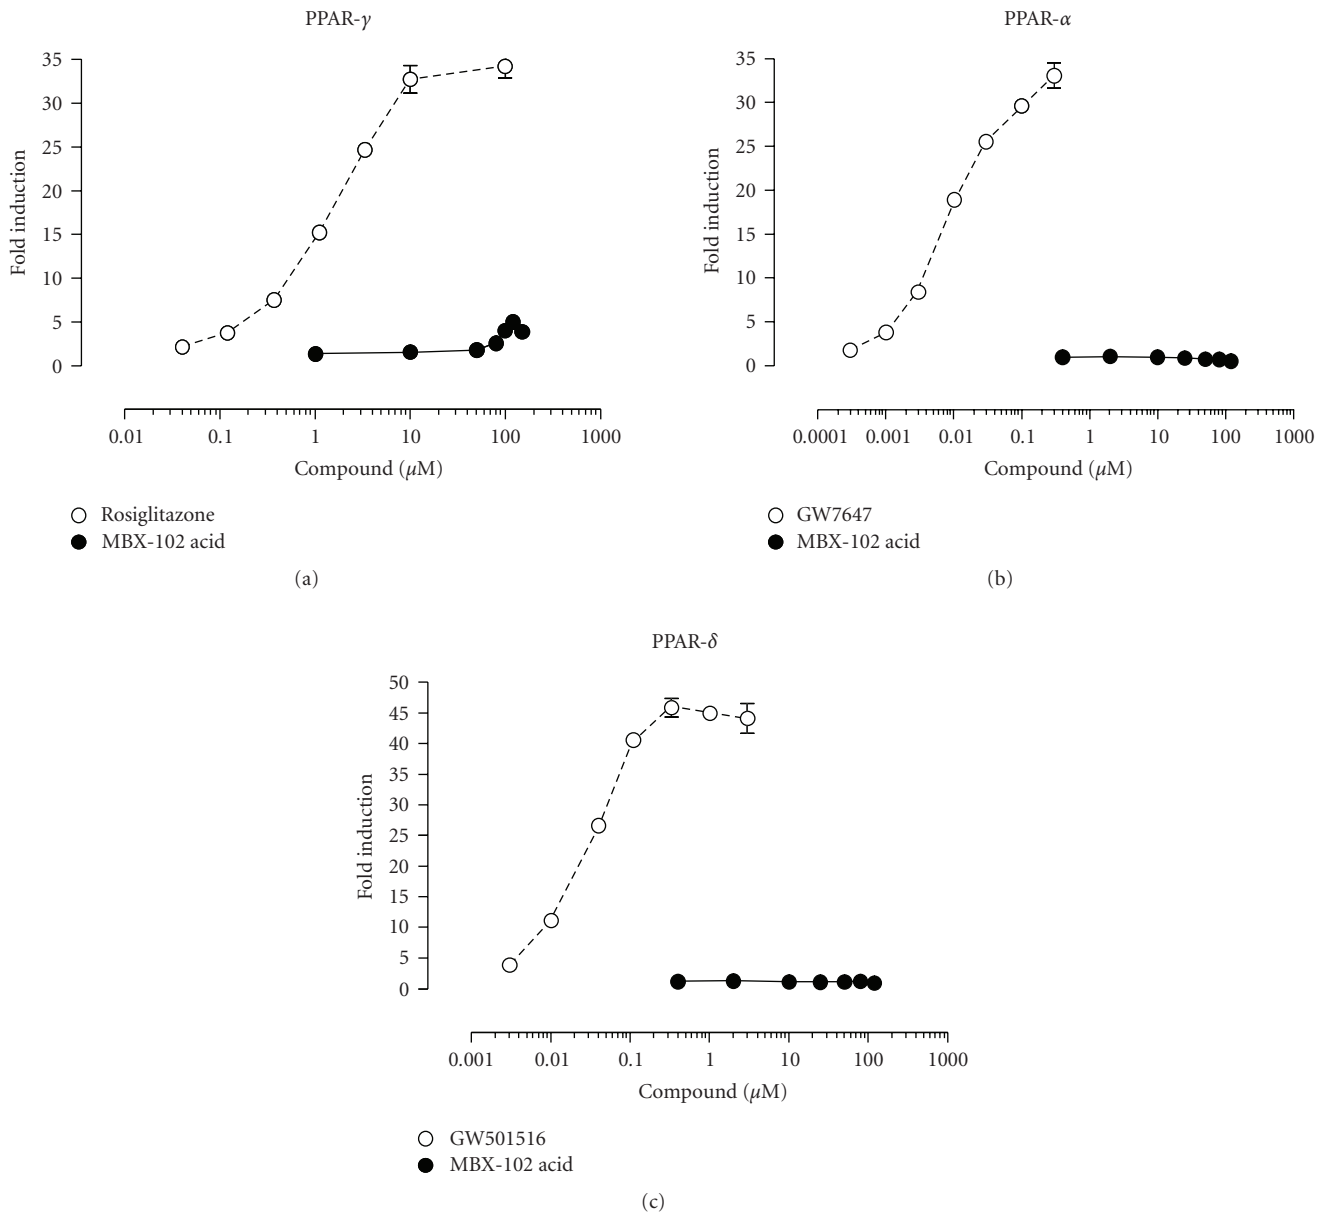 PPAR-γ
35
30
25
20
15
10
5
0
Fold induction
0.01 0.1 1 10 100 1000
Compound (μM)
Rosiglitazone
MBX-102 acid
(a)
PPAR-α
35
30
25
20
15
10
5
0
Fold induction
0.0001 0.001 0.01 0.1 1 10 100 1000
Compound (μM)
GW7647
MBX-102 acid
(b)
PPAR-δ
50
45
40
35
30
25
20
15
10
5
0
Fold induction
0.001 0.01 0.1 1 10 100 1000
Compound (μM)
GW501516
MBX-102 acid
(c)